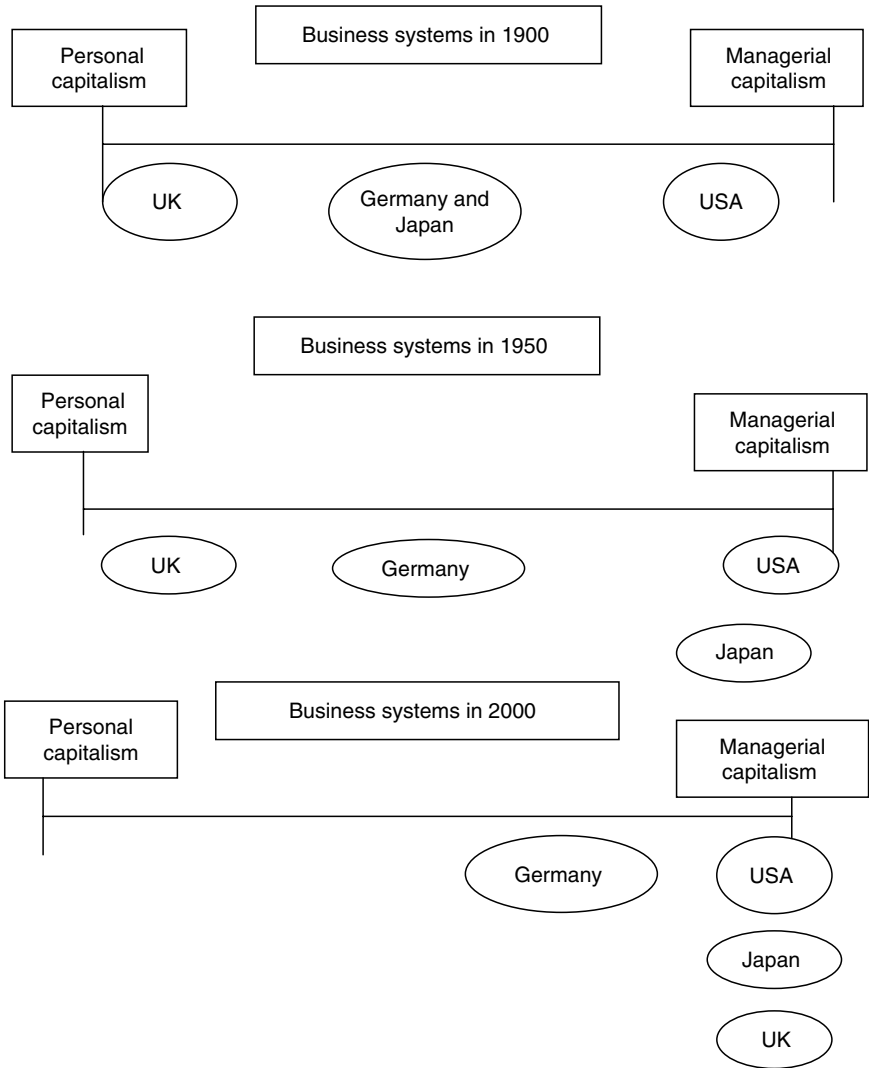 Business systems in 1900
Personal
capitalism
Managerial
capitalism
UK
Germany and
Japan
USA
Business systems in 1950
Personal
capitalism
Managerial
capitalism
UK
Germany
USA
Japan
Business systems in 2000
Personal
capitalism
Managerial
capitalism
Germany
USA
Japan
UK